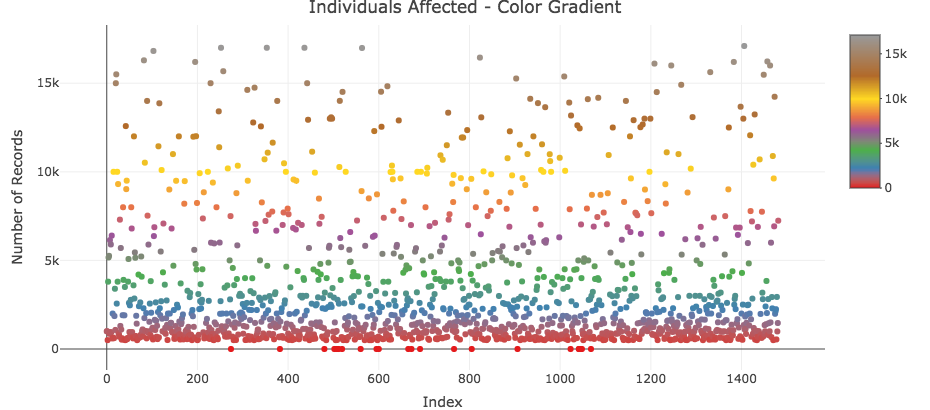 Individuals Affected - Color Gradient
Number of Records
15k
10k
5k
0
0
200
400
600
800
1000
1200
1400
Index
15k
10k
5k
0